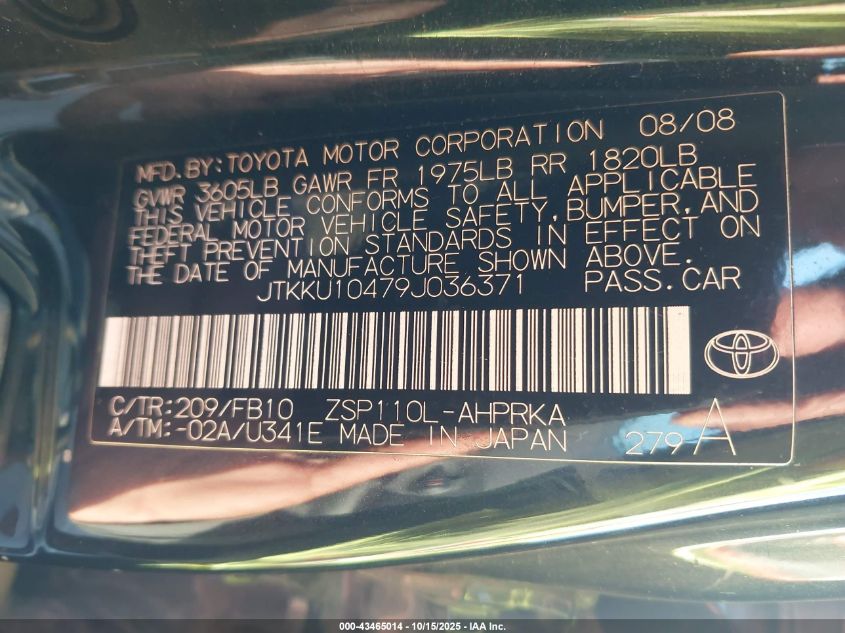 MFD.BY:TOYOTA MOTOR CORPORATION 08/08
GVWR 3605LB GAWR FR 1975LB RR 1820LB
THIS VEHICLE CONFORMS TO ALL APPLICABLE
FEDERAL MOTOR VEHICLE SAFETY,BUMPER,AND
THEFT PREVENTION STANDARDS IN EFFECT ON
THE DATE OF MANUFACTURE SHOWN ABOVE.
JTKKU10479J036371 PASS.CAR
C/TR:209/FB10 ZSP110L-AHPRKA
A/TM:-02A/U341E MADE IN JAPAN 279 A
000-43465014 - 10/15/2025 - IAA Inc.